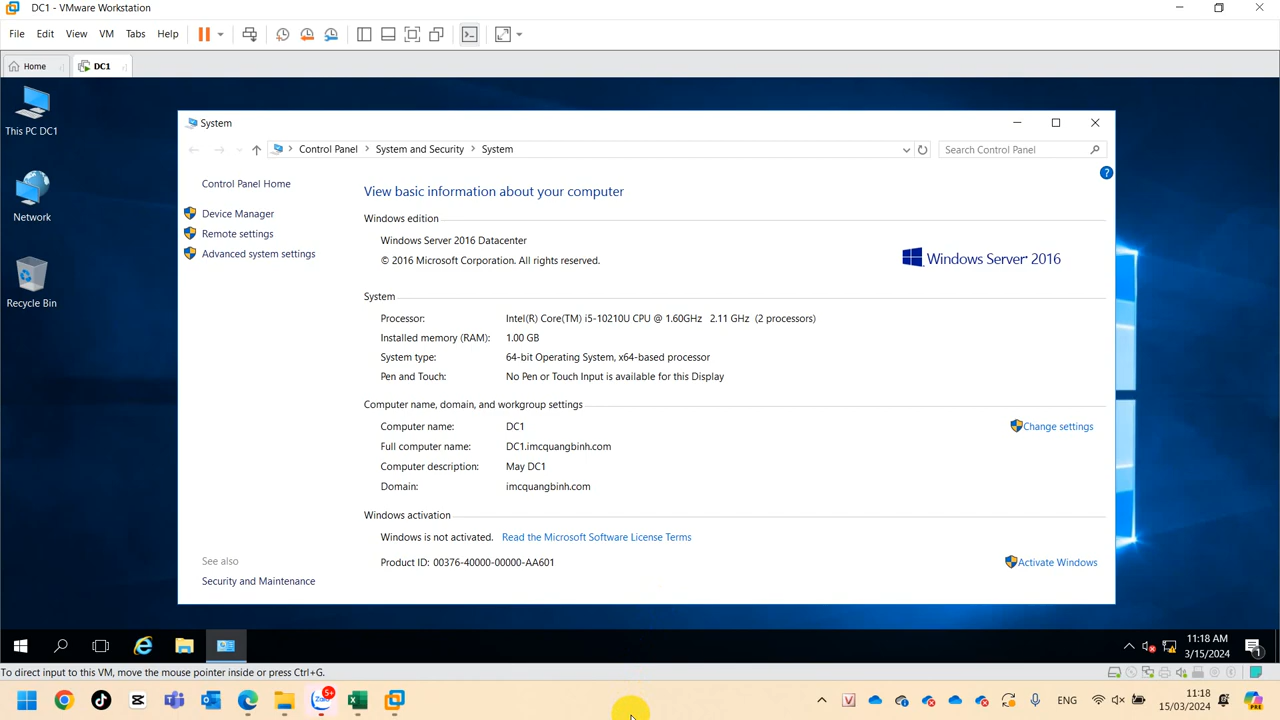 DC1 - VMware Workstation
File Edit View VM Tabs Help
Home DC1
This PC DC1
Network
Recycle Bin
System
Control Panel System and Security System
Search Control Panel
Control Panel Home
Device Manager
Remote settings
Advanced system settings
See also
Security and Maintenance
View basic information about your computer
Windows edition
Windows Server 2016 Datacenter
© 2016 Microsoft Corporation. All rights reserved.
Windows Server 2016
System
Processor: Intel(R) Core(TM) i5-10210U CPU @ 1.60GHz 2.11 GHz (2 processors)
Installed memory (RAM): 1.00 GB
System type: 64-bit Operating System, x64-based processor
Pen and Touch: No Pen or Touch Input is available for this Display
Computer name, domain, and workgroup settings
Computer name: DC1
Change settings
Full computer name: DC1.imcquangbinh.com
Computer description: May DC1
Domain: imcquangbinh.com
Windows activation
Windows is not activated. Read the Microsoft Software License Terms
Product ID: 00376-40000-00000-AA601
Activate Windows
11:18 AM
3/15/2024
1
To direct input to this VM, move the mouse pointer inside or press Ctrl+G.
Zalo
5+
ENG
11:18
15/03/2024
PRE